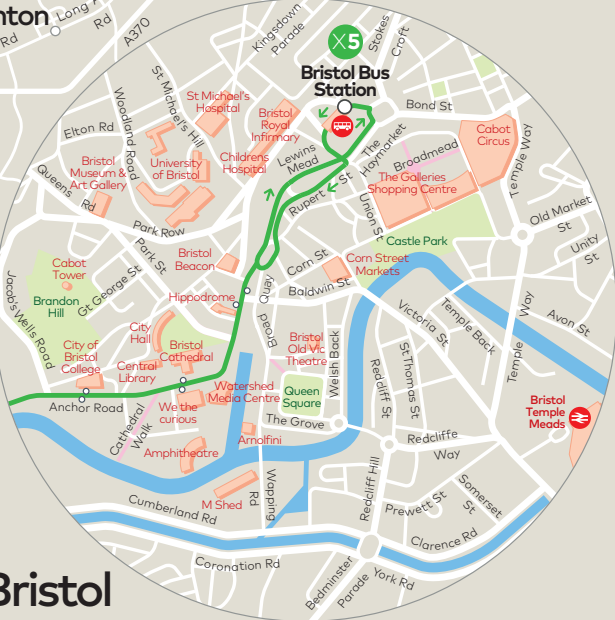 nton
Long
Rd
Rd
A370
Kingsdown
Parade
Stokes
Croft
X5
Bristol Bus
Station
St Michael's
Hospital
St Michael's Hill
Woodland Road
Elton Rd
Bristol
Royal
Infirmary
Bond St
Cabot
Circus
Temple Way
University
of Bristol
Childrens
Hospital
Lewins
Mead
The
Haymarket
Broadmead
The Galleries
Shopping Centre
Bristol
Museum &
Art Gallery
Queens Rd
Rupert St
Union St
Old Market
St
Unity
St
Park Row
Park St
Castle Park
Cabot
Tower
Brandon
Hill
Gt George St
Bristol
Beacon
Corn St
Corn Street
Markets
Jacob's Wells Road
Hippodrome
Quay
Baldwin St
Broad
Victoria St
Temple Back
Temple Way
Avon St
City
Hall
Bristol
Cathedral
City of
Bristol
College
Central
Library
Bristol
Old Vic
Theatre
Welsh Back
Redcliff St
St Thomas St
Anchor Road
We the
curious
Watershed
Media Centre
Queen
Square
Bristol
Temple
Meads
Cathedral
Walk
Amphitheatre
Arnolfini
The Grove
Redcliffe
Way
M Shed
Wapping
Rd
Redcliff Hill
Prewett St
Somerset
St
Cumberland Rd
Clarence Rd
Coronation Rd
Bedminster
Parade
York Rd
Bristol